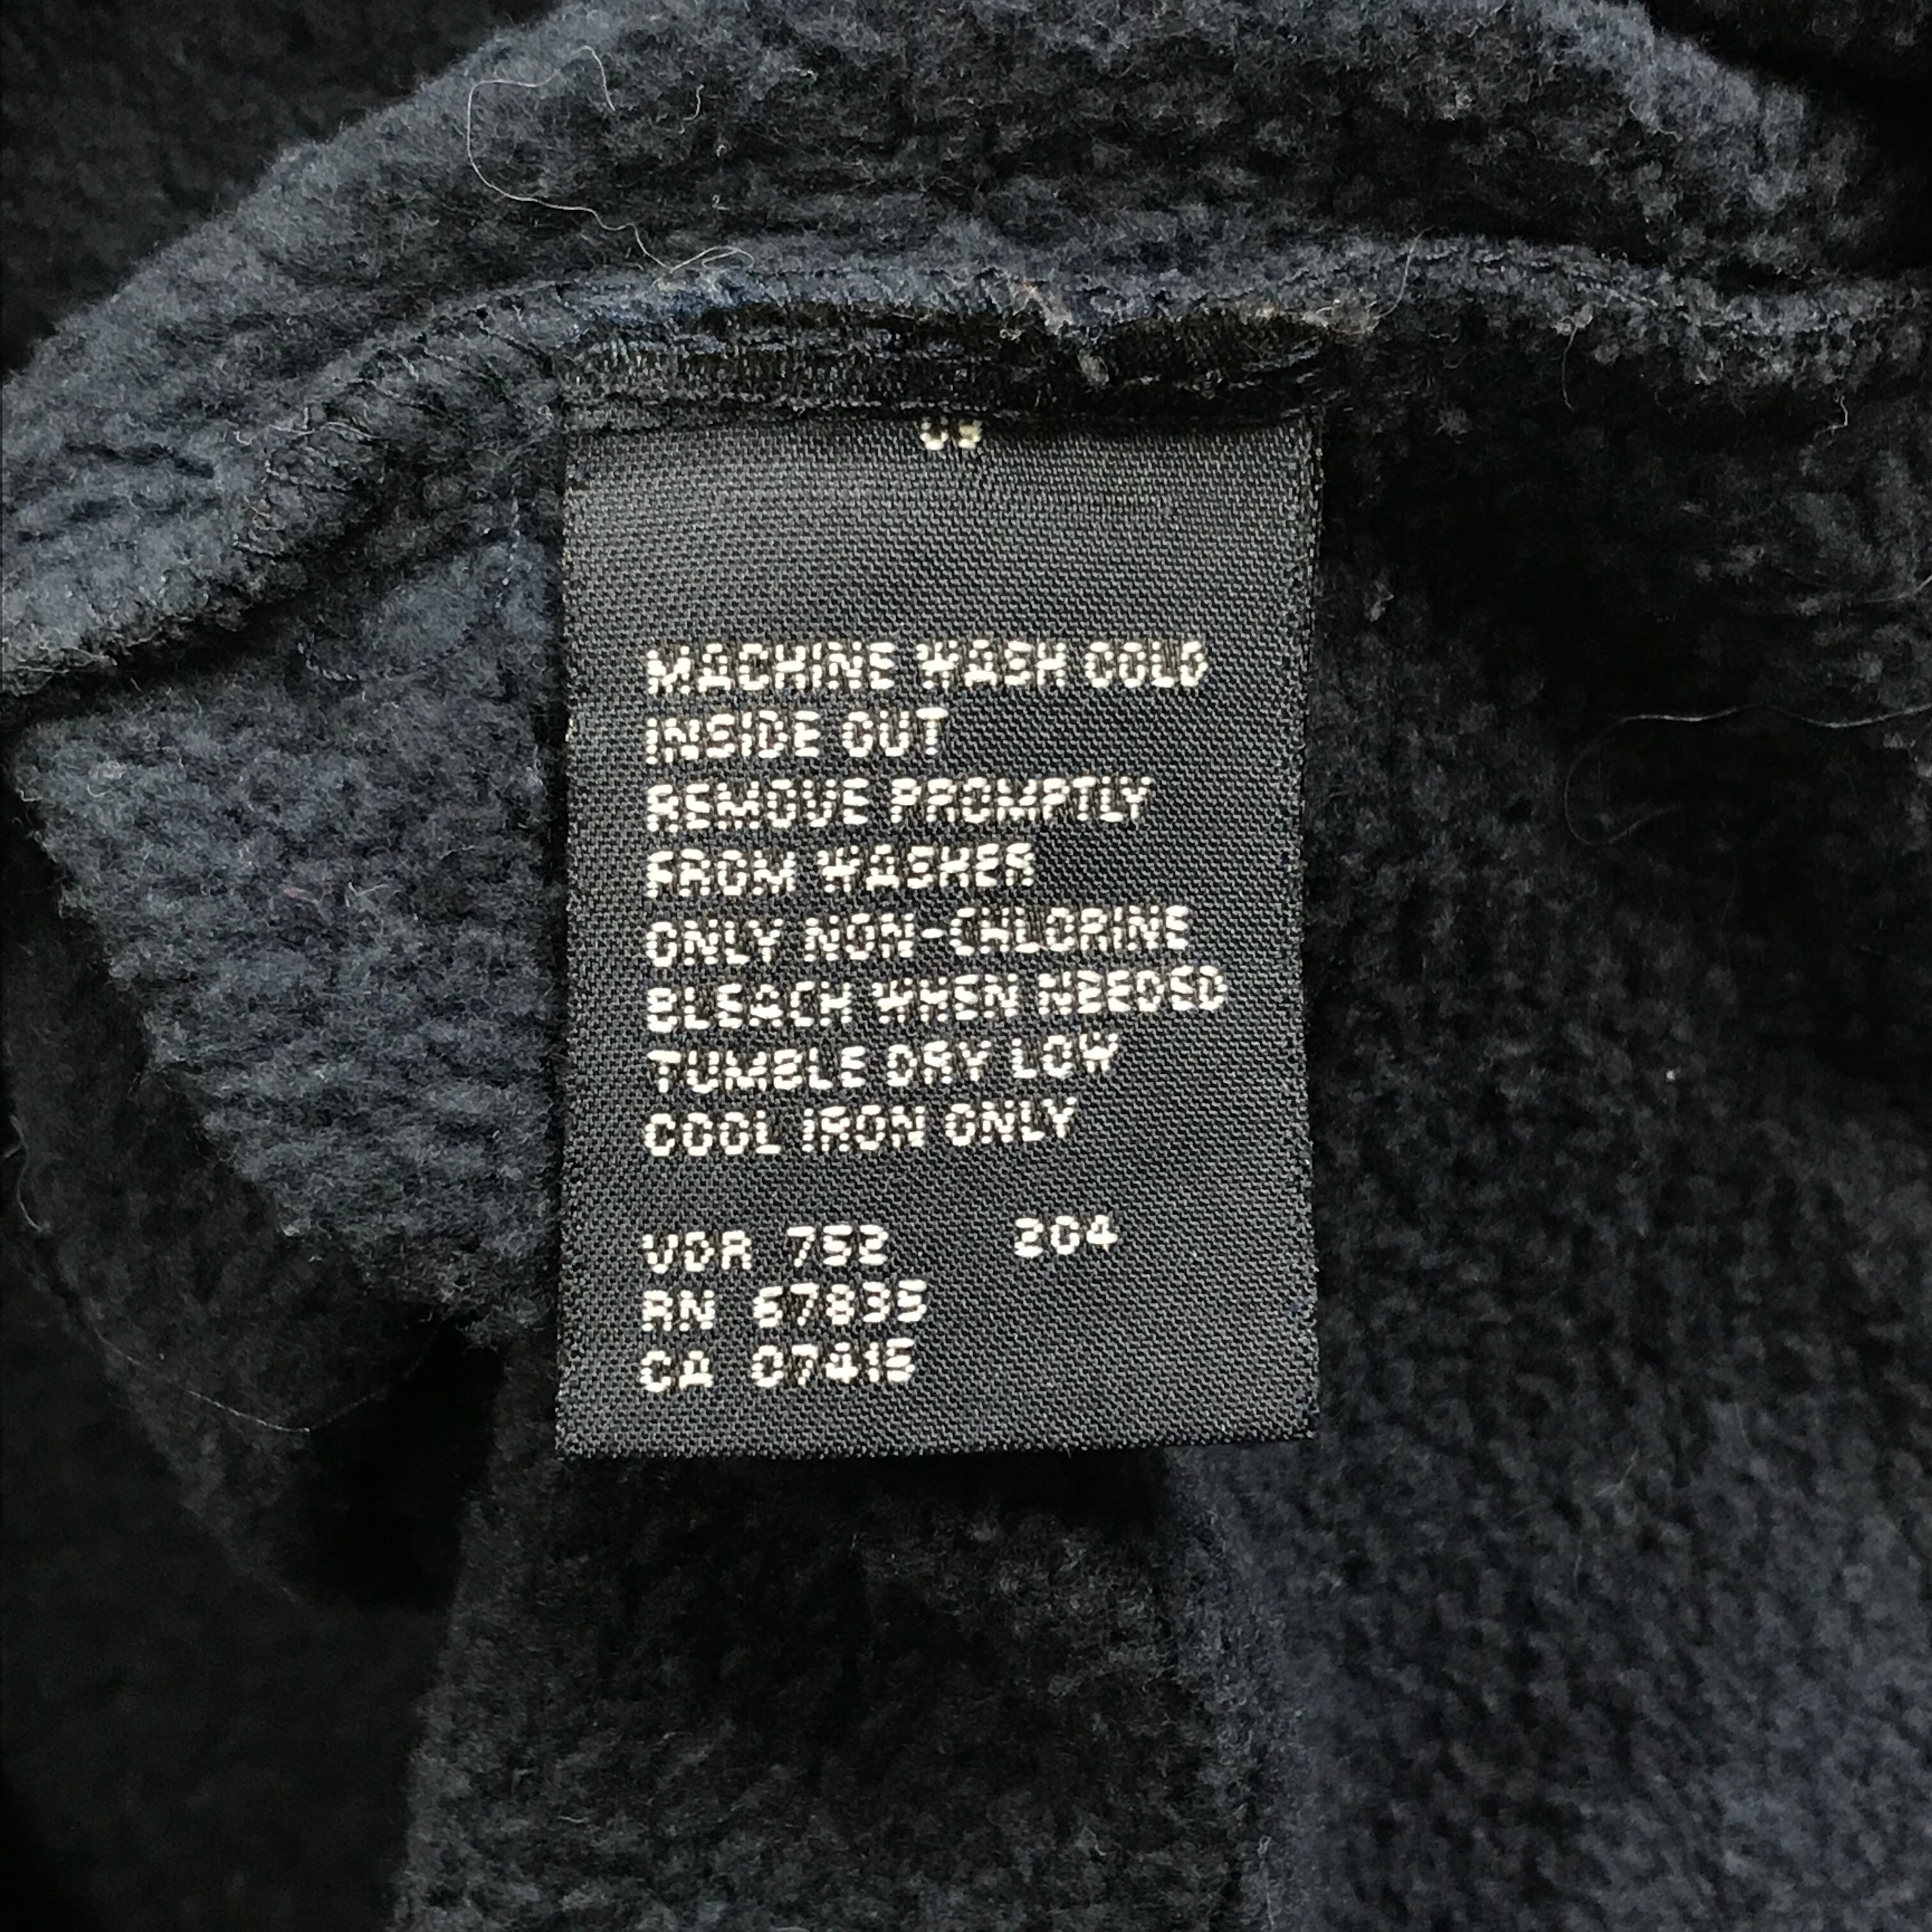 MACHINE WASH COLD
INSIDE OUT
REMOVE PROMPTLY
FROM WASHER
ONLY NON-CHLORINE
BLEACH WHEN NEEDED
TUMBLE DRY LOW
COOL IRON ONLY
VDR 752 204
RN 67835
CA 07415